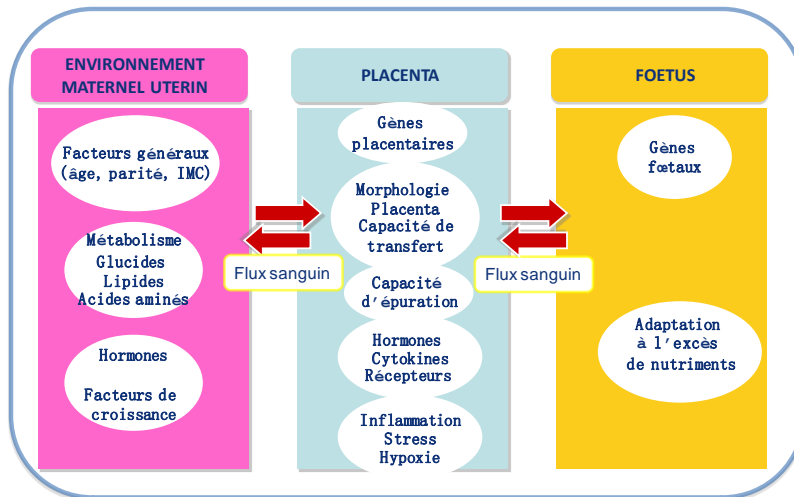 ENVIRONNEMENT
MATERNEL UTERIN
Facteurs généraux
(âge, parité, IMC)
Métabolisme
Glucides
Lipides
Acides aminés
Hormones
Facteurs de
croissance
Flux sanguin
PLACENTA
Gènes
placentaires
Morphologie
Placenta
Capacité de
transfert
Capacité
d'épuration
Hormones
Cytokines
Récepteurs
Inflammation
Stress
Hypoxie
Flux sanguin
FOETUS
Gènes
fœtaux
Adaptation
à l'excès
de nutriments